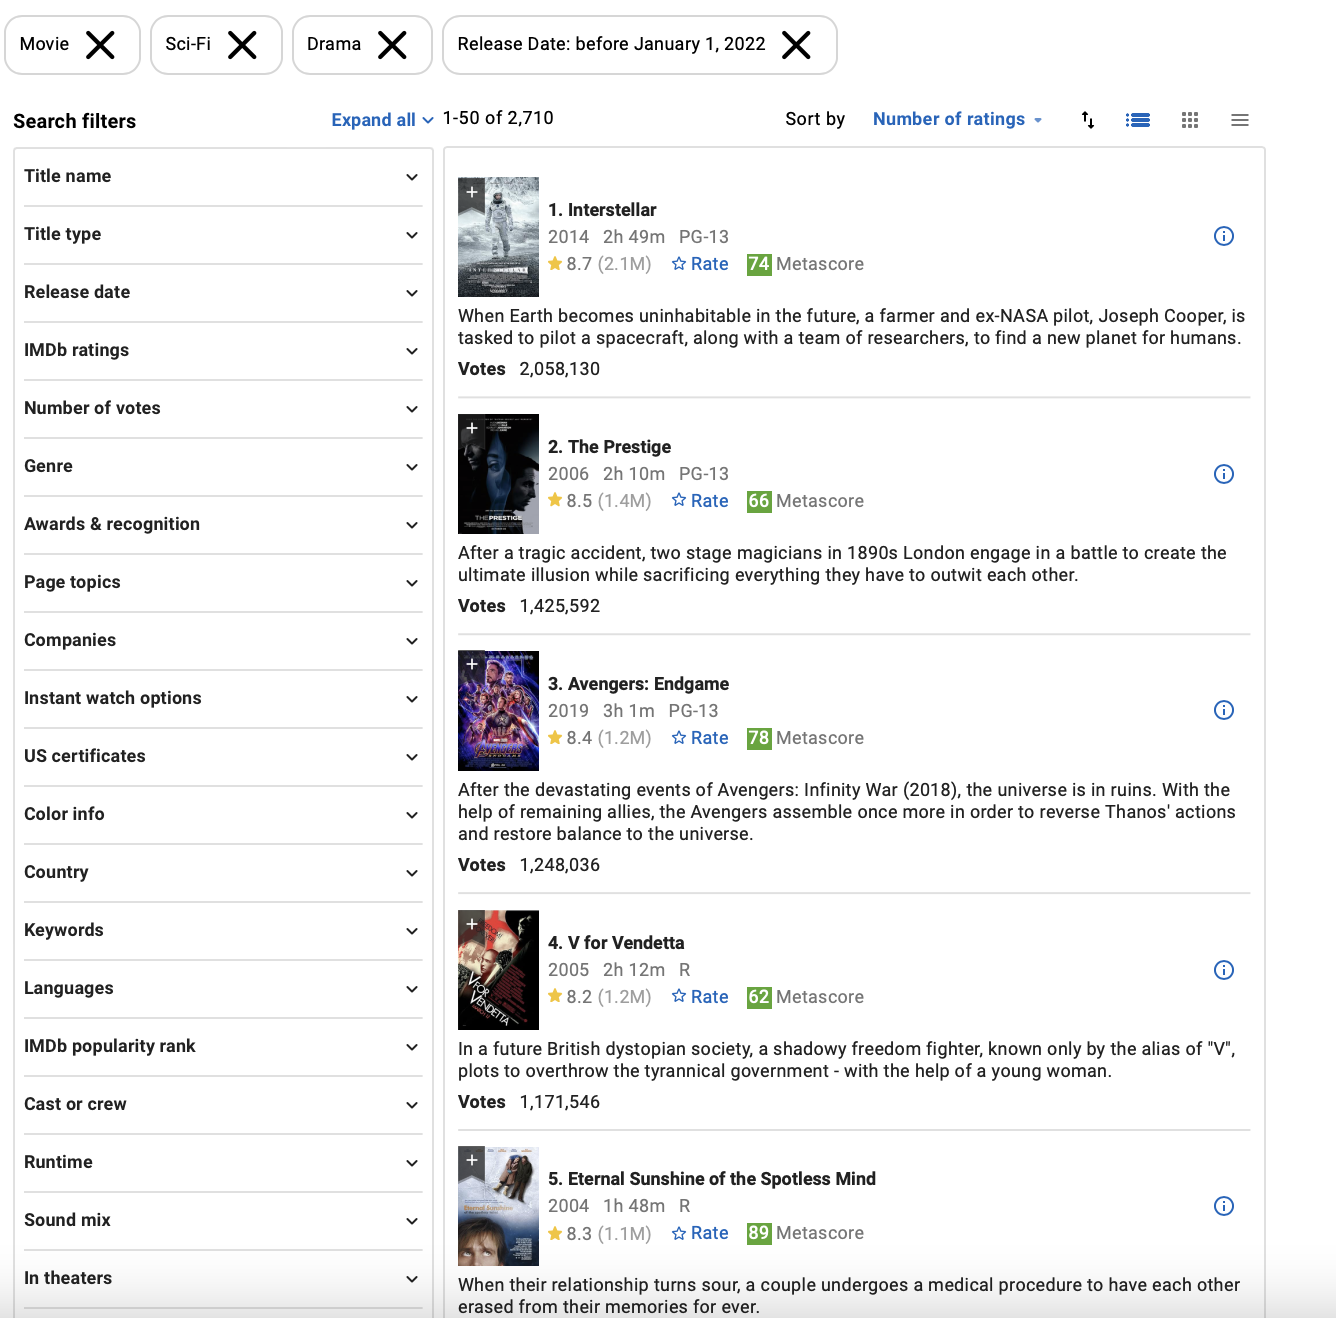 Movie
Sci-Fi
Drama
Release Date: before January 1, 2022
Search filters
Expand all
1-50 of 2,710
Sort by
Number of ratings
Title name
Title type
Release date
IMDb ratings
Number of votes
Genre
Awards & recognition
Page topics
Companies
Instant watch options
US certificates
Color info
Country
Keywords
Languages
IMDb popularity rank
Cast or crew
Runtime
Sound mix
In theaters
1. Interstellar
2014 2h 49m PG-13
8.7 (2.1M) Rate 74 Metascore
When Earth becomes uninhabitable in the future, a farmer and ex-NASA pilot, Joseph Cooper, is
tasked to pilot a spacecraft, along with a team of researchers, to find a new planet for humans.
Votes 2,058,130
THE PRESTIGE
2. The Prestige
2006 2h 10m PG-13
8.5 (1.4M) Rate 66 Metascore
After a tragic accident, two stage magicians in 1890s London engage in a battle to create the
ultimate illusion while sacrificing everything they have to outwit each other.
Votes 1,425,592
3. Avengers: Endgame
2019 3h 1m PG-13
8.4 (1.2M) Rate 78 Metascore
After the devastating events of Avengers: Infinity War (2018), the universe is in ruins. With the
help of remaining allies, the Avengers assemble once more in order to reverse Thanos' actions
and restore balance to the universe.
Votes 1,248,036
V FOR
VENDETTA
4. V for Vendetta
2005 2h 12m R
8.2 (1.2M) Rate 62 Metascore
In a future British dystopian society, a shadowy freedom fighter, known only by the alias of "V",
plots to overthrow the tyrannical government - with the help of a young woman.
Votes 1,171,546
5. Eternal Sunshine of the Spotless Mind
2004 1h 48m R
8.3 (1.1M) Rate 89 Metascore
When their relationship turns sour, a couple undergoes a medical procedure to have each other
erased from their memories for ever.